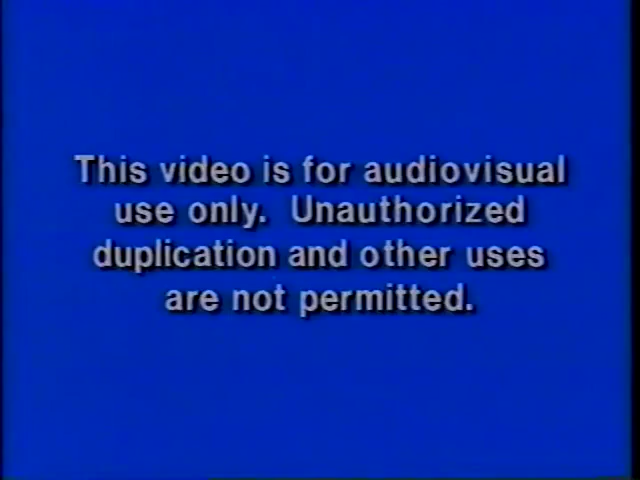 This video is for audiovisual
use only.  Unauthorized
duplication and other uses
are not permitted.